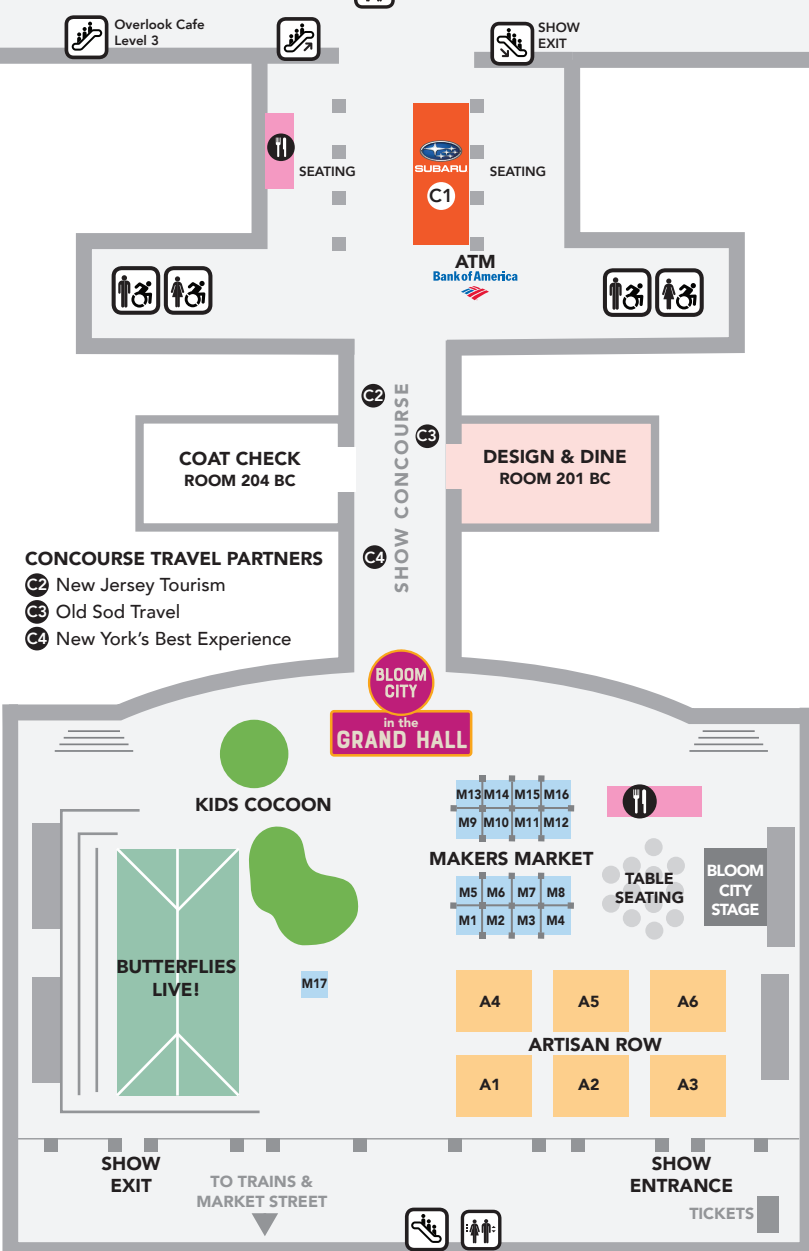 Overlook Cafe
Level 3
SHOW
EXIT
SEATING
SUBARU
C1
SEATING
ATM
Bank of America
C2
SHOW CONCOURSE
C3
COAT CHECK
ROOM 204 BC
DESIGN & DINE
ROOM 201 BC
C4
CONCOURSE TRAVEL PARTNERS
C2 New Jersey Tourism
C3 Old Sod Travel
C4 New York's Best Experience
BLOOM
CITY
in the
GRAND HALL
KIDS COCOON
M13 M14 M15 M16
M9 M10 M11 M12
MAKERS MARKET
M5 M6 M7 M8
M1 M2 M3 M4
TABLE
SEATING
BLOOM
CITY
STAGE
BUTTERFLIES
LIVE!
M17
A4 A5 A6
ARTISAN ROW
A1 A2 A3
SHOW
EXIT
TO TRAINS &
MARKET STREET
SHOW
ENTRANCE
TICKETS